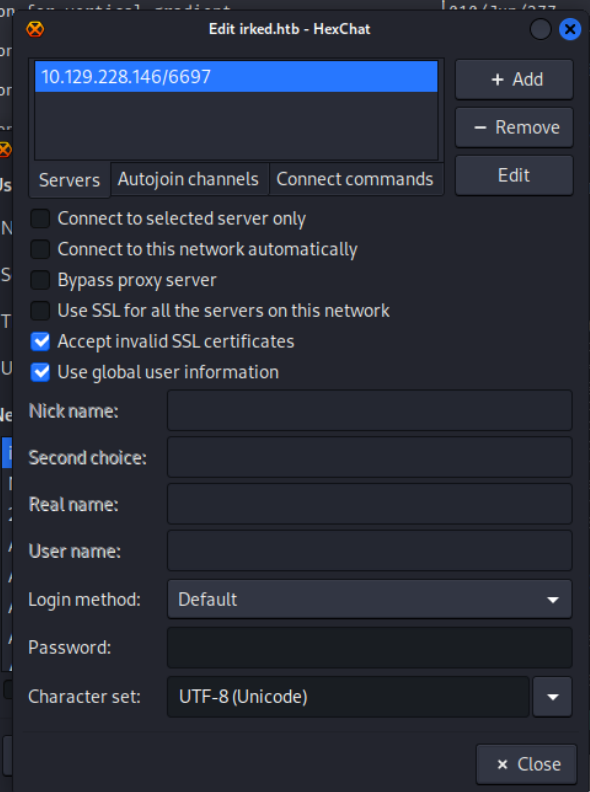 Edit irked.htb - HexChat
10.129.228.146/6697
+ Add
− Remove
Edit
Servers
Autojoin channels
Connect commands
Connect to selected server only
Connect to this network automatically
Bypass proxy server
Use SSL for all the servers on this network
Accept invalid SSL certificates
Use global user information
Nick name:
Second choice:
Real name:
User name:
Login method:
Default
Password:
Character set:
UTF-8 (Unicode)
× Close